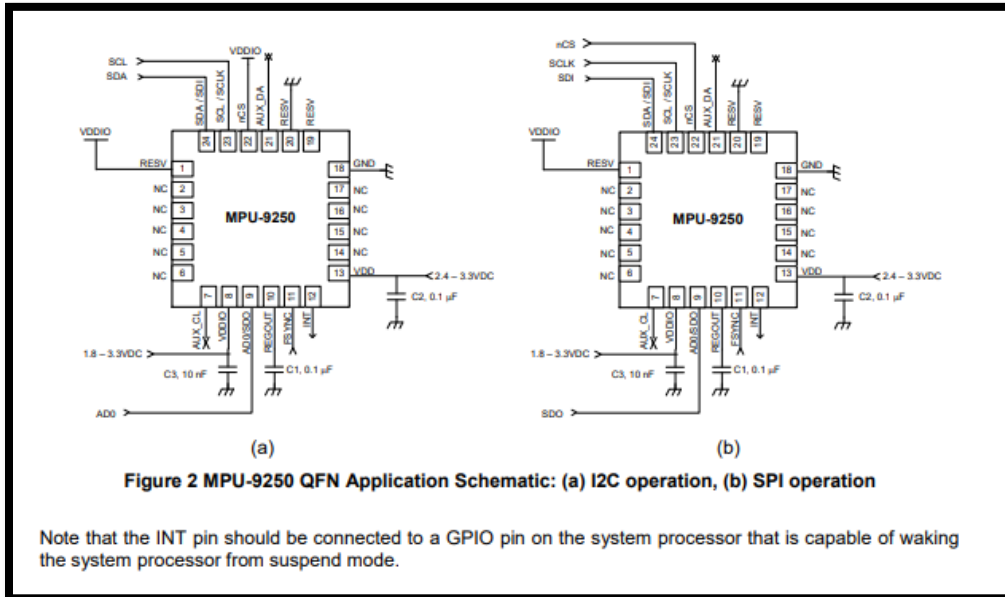 SCL
SDA
VDDIO
SDA / SDI
SCL / SCLK
nCS
AUX_DA
RESV
RESV
24
23
22
21
20
19
VDDIO
RESV
1
18
GND
NC
2
17
NC
NC
3
16
NC
NC
4
MPU-9250
15
NC
NC
5
14
NC
NC
6
13
VDD
2.4 – 3.3VDC
C2, 0.1 µF
7
8
9
10
11
12
AUX_CL
VDDIO
AD0/SDO
REGOUT
FSYNC
INT
1.8 – 3.3VDC
C3, 10 nF
C1, 0.1 µF
AD0
(a)
nCS
SCLK
SDI
SDA / SDI
SCL / SCLK
nCS
AUX_DA
RESV
RESV
24
23
22
21
20
19
VDDIO
RESV
1
18
GND
NC
2
17
NC
NC
3
16
NC
NC
4
MPU-9250
15
NC
NC
5
14
NC
NC
6
13
VDD
2.4 – 3.3VDC
C2, 0.1 µF
7
8
9
10
11
12
AUX_CL
VDDIO
AD0/SDO
REGOUT
FSYNC
INT
1.8 – 3.3VDC
C3, 10 nF
C1, 0.1 µF
SDO
(b)
Figure 2 MPU-9250 QFN Application Schematic: (a) I2C operation, (b) SPI operation
Note that the INT pin should be connected to a GPIO pin on the system processor that is capable of waking
the system processor from suspend mode.